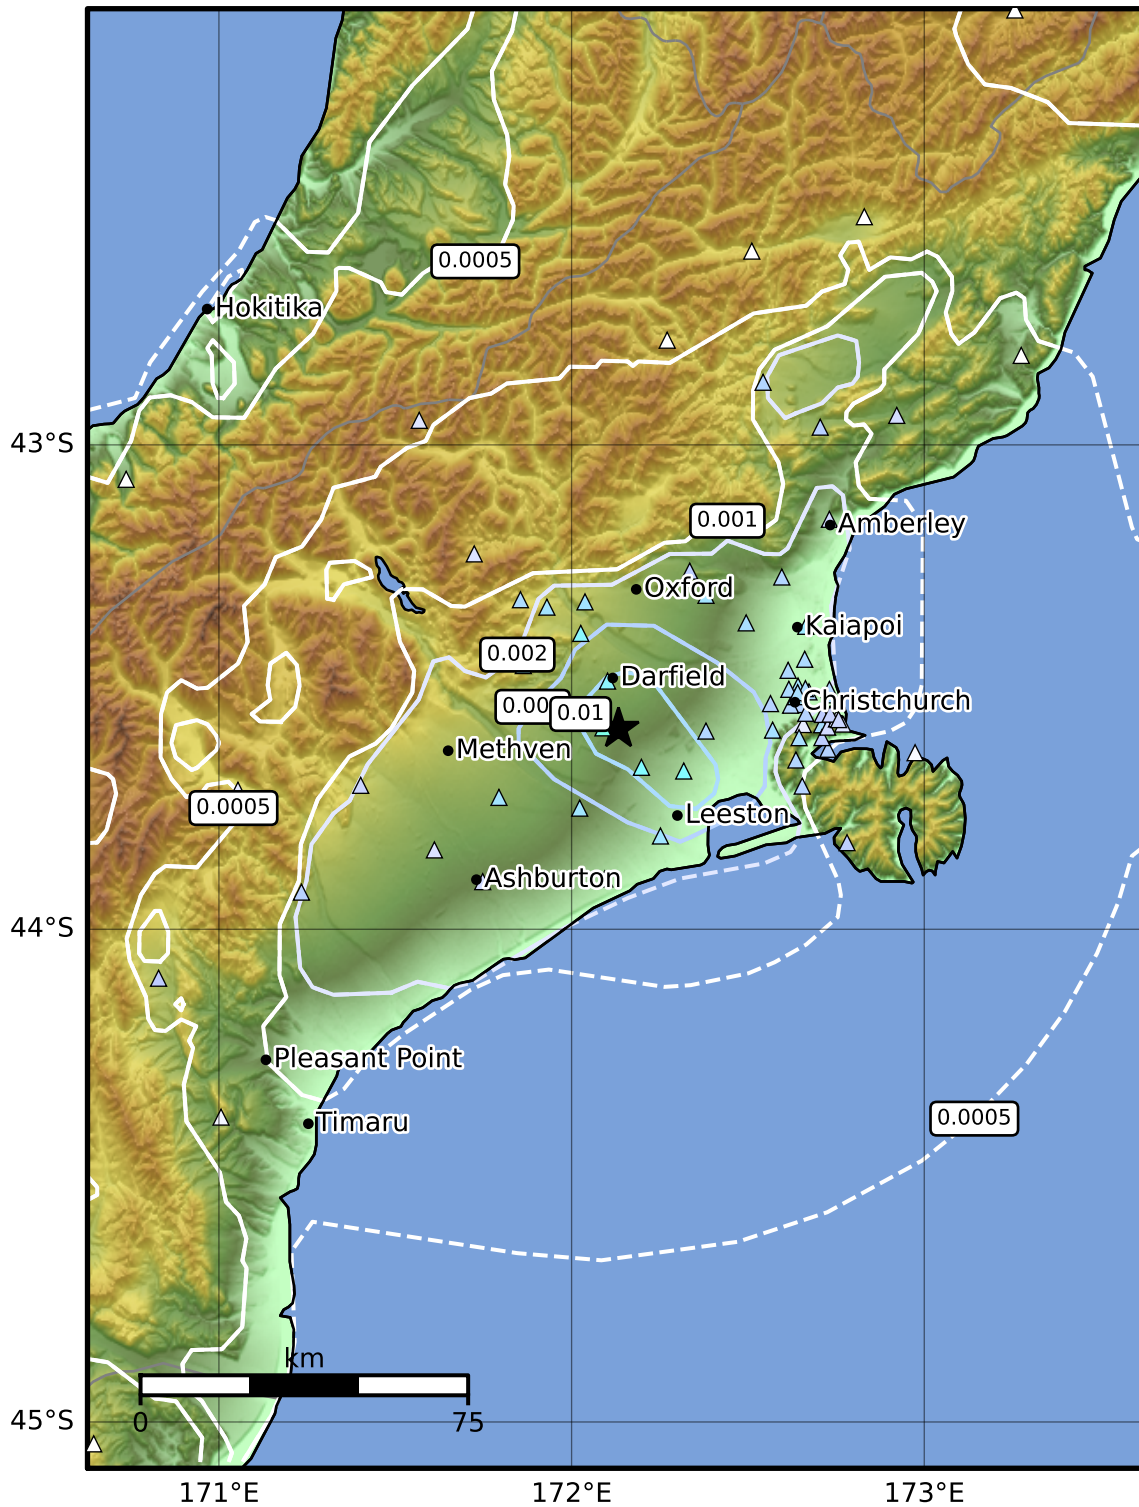 0.0005
Hokitika
43°S
0.001
Amberley
Oxford
Kaiapoi
0.002
Darfield
Christchurch
0.01
Methven
0.0005
Leeston
Ashburton
44°S
Pleasant Point
0.0005
Timaru
km
0
75
45°S
171°E
172°E
173°E